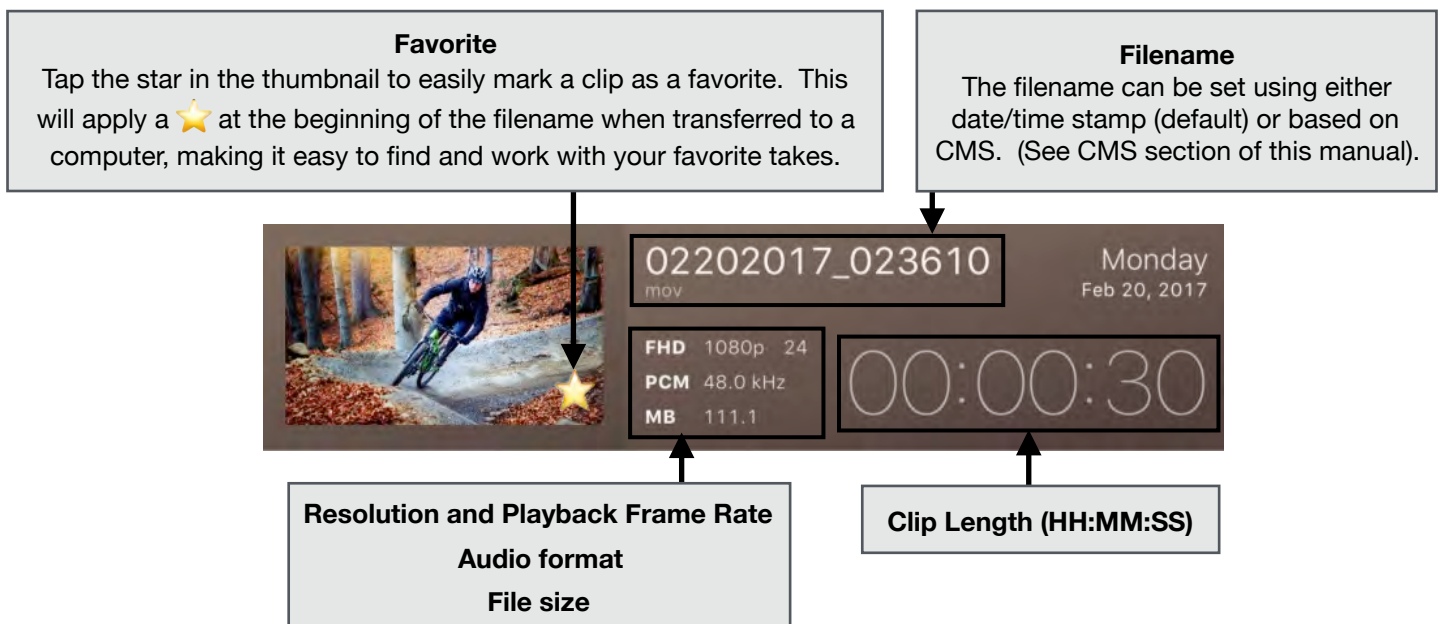 Favorite
Tap the star in the thumbnail to easily mark a clip as a favorite. This
will apply a ⭐ at the beginning of the filename when transferred to a
computer, making it easy to find and work with your favorite takes.
Filename
The filename can be set using either
date/time stamp (default) or based on
CMS. (See CMS section of this manual).
02202017_023610
mov
Monday
Feb 20, 2017
FHD 1080p 24
PCM 48.0 kHz
MB 111.1
00:00:30
Resolution and Playback Frame Rate
Audio format
File size
Clip Length (HH:MM:SS)